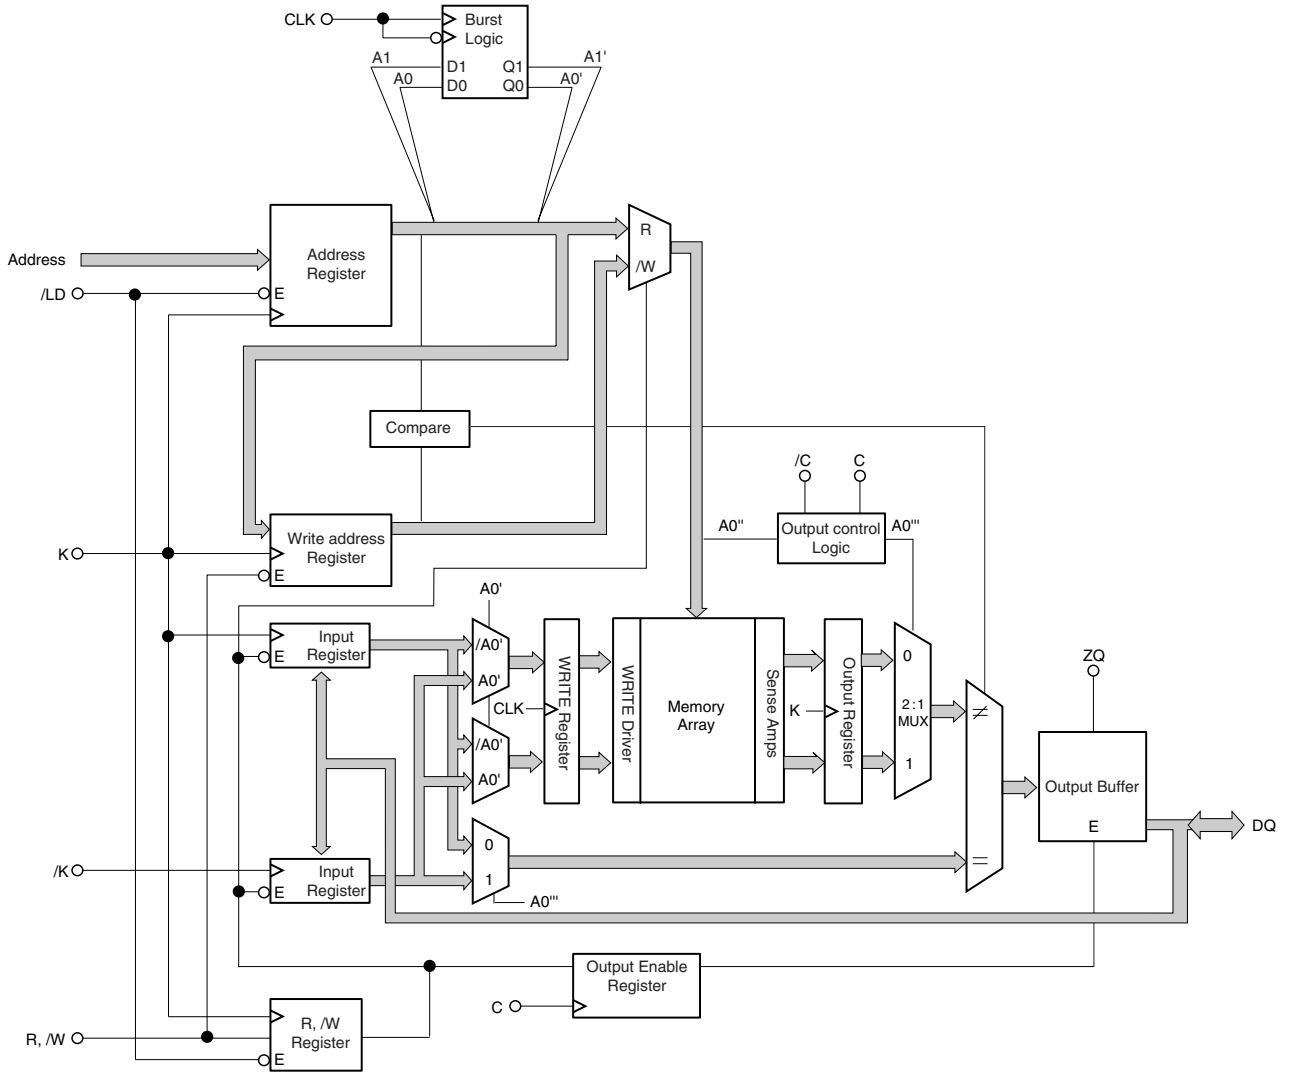 CLK
Burst
Logic
A1
D1
Q1
A1'
A0
D0
Q0
A0'
Address
Address
Register
R
/W
/LD
E
Compare
/C
C
A0''
Output control
Logic
A0'''
Write address
Register
K
E
A0'
Input
Register
E
/A0'
A0'
CLK
/A0'
A0'
WRITE Register
WRITE Driver
Memory
Array
Sense Amps
K
Output Register
0
2:1
MUX
1
≠
=
ZQ
Output Buffer
E
DQ
/K
Input
Register
E
0
1
A0'''
Output Enable
Register
C
R, /W
R, /W
Register
E